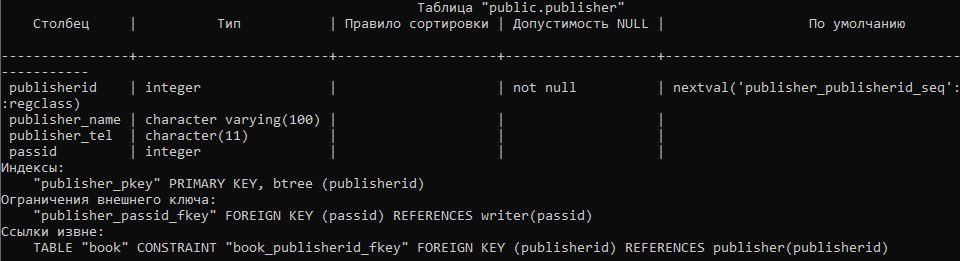 Таблица "public.publisher"
Столбец | Тип | Правило сортировки | Допустимость NULL | По умолчанию
----------------+------------------------+--------------------+-------------------+------------------------------------
-----------
publisherid | integer | | not null | nextval('publisher_publisherid_seq':
:regclass)
publisher_name | character varying(100) | | |
publisher_tel | character(11) | | |
passid | integer | | |
Индексы:
"publisher_pkey" PRIMARY KEY, btree (publisherid)
Ограничения внешнего ключа:
"publisher_passid_fkey" FOREIGN KEY (passid) REFERENCES writer(passid)
Ссылки извне:
TABLE "book" CONSTRAINT "book_publisherid_fkey" FOREIGN KEY (publisherid) REFERENCES publisher(publisherid)